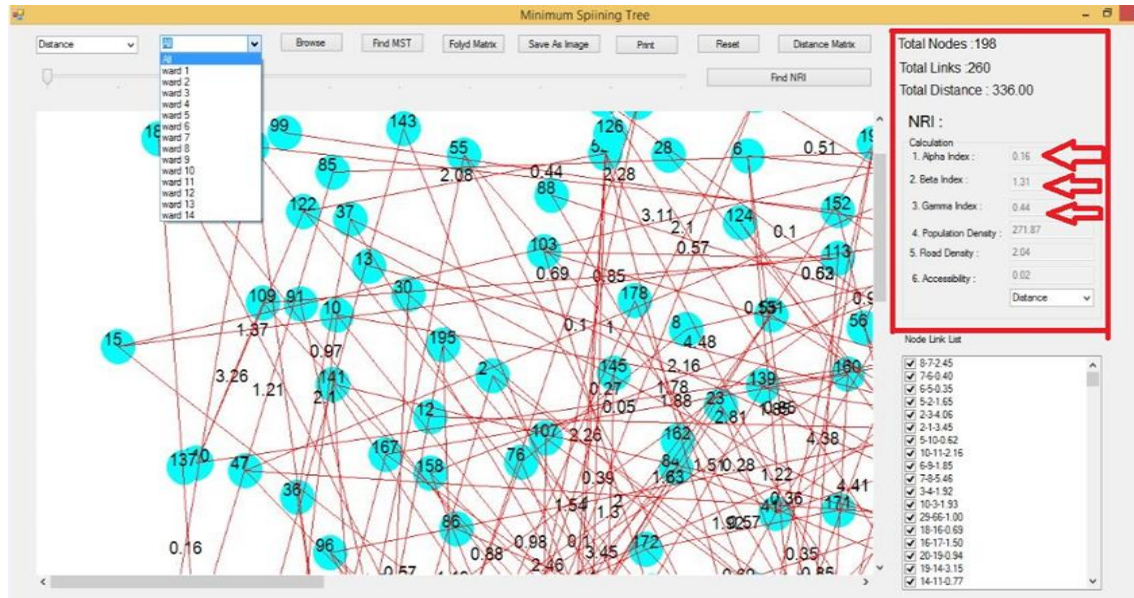 Minimum Spiining Tree
Distance
All
Browse
Find MST
Folyd Matrix
Save As Image
Print
Reset
Distance Matrix
Find NRI
All
ward 1
ward 2
ward 3
ward 4
ward 5
ward 6
ward 7
ward 8
ward 9
ward 10
ward 11
ward 12
ward 13
ward 14
Total Nodes :198
Total Links :260
Total Distance : 336.00
NRI :
Calculation
1. Alpha Index : 0.16
2. Beta Index : 1.31
3. Gamma Index : 0.44
4. Population Density : 271.87
5. Road Density : 2.04
6. Accessibility : 0.02
Distance
Node Link List
8-7-2.45
7-6-0.40
6-5-0.35
5-2-1.65
2-3-4.06
2-1-3.45
5-10-0.62
10-11-2.16
6-9-1.85
7-8-5.46
3-4-1.92
10-3-1.93
29-66-1.00
18-16-0.69
16-17-1.50
20-19-0.94
19-14-3.15
14-11-0.77
99
143
126
55
28
6
0.51
85
2.08
0.44
2.28
88
122
37
3.11
124
152
2.1
0.1
0.57
103
113
13
0.69
0.85
30
178
109
91
10
8
56
1.37
0.1
1
15
195
4.48
0.97
2
145
2.16
160
3.26
141
1.78
139
1.21
2.1
0.27
1.88
23
0.05
12
2.81
107
2.26
162
4.38
167
137
47
158
76
84
1.51
0.28
0.39
1.63
1.22
4.41
36
1.54
2
0.36
1.3
41
171
86
0.16
96
0.98
0.1
172
0.88
3.45
0.35
0.57
2.46